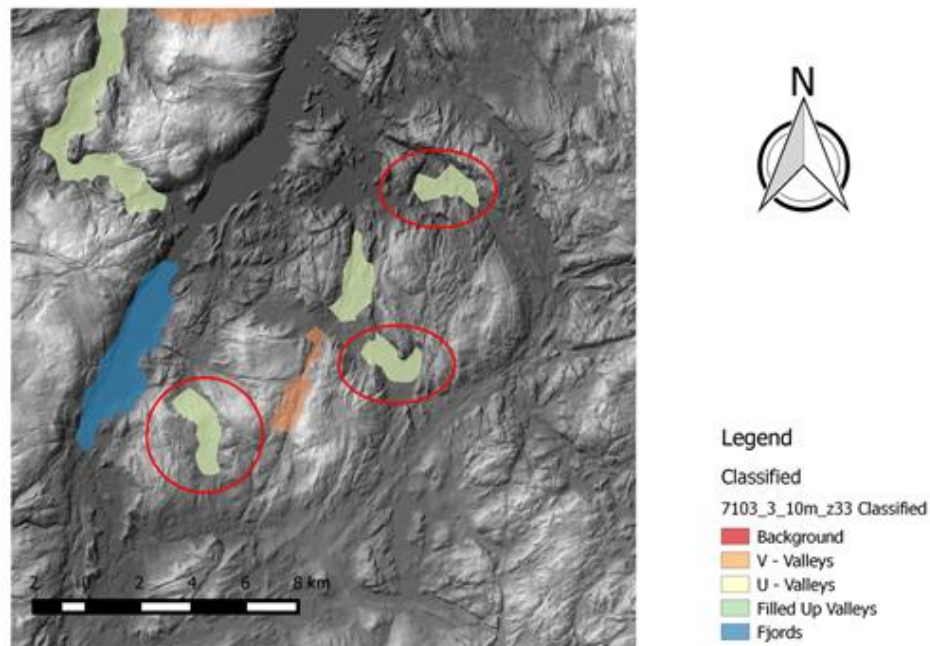 N
Legend
Classified
7103_3_10m_z33 Classified
Background
V - Valleys
U - Valleys
Filled Up Valleys
Fjords
2 0 2 4 6 8 km